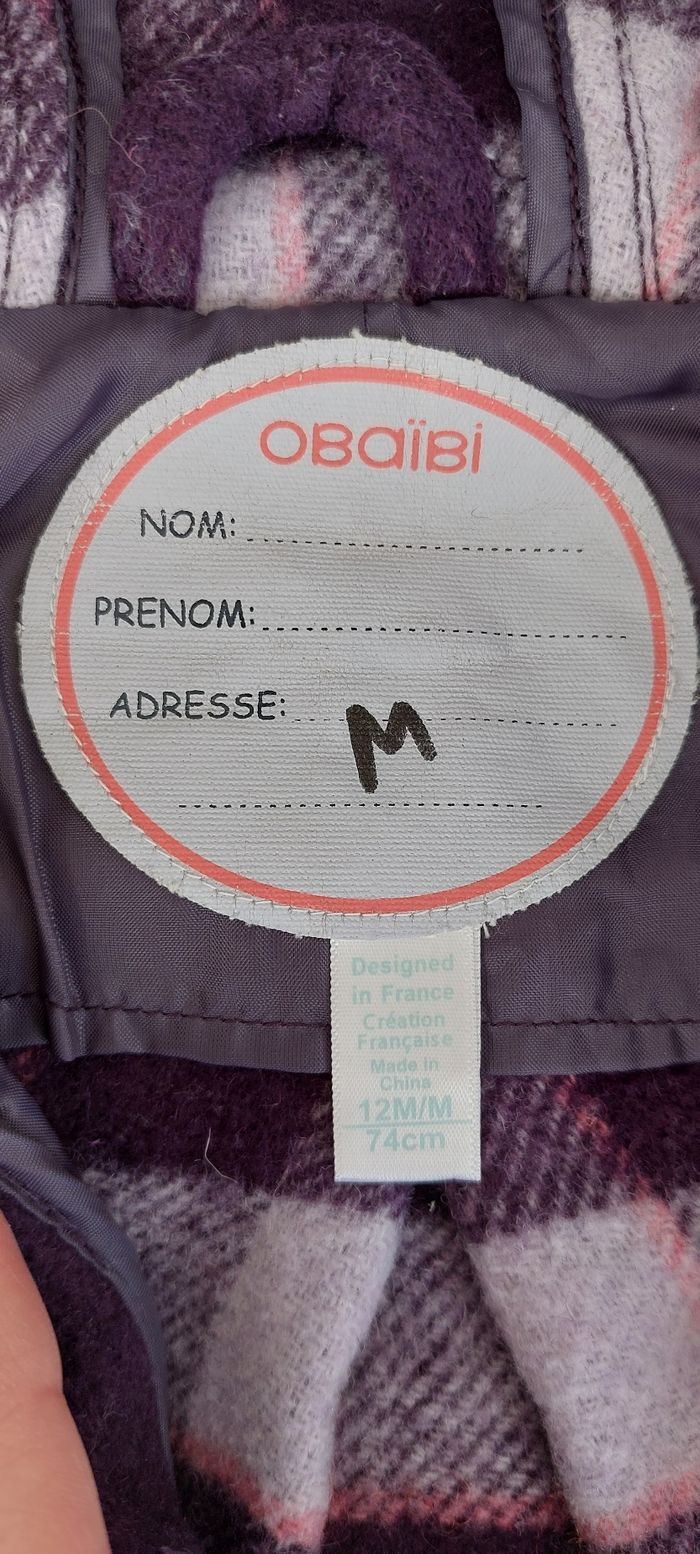 OBaïBi
NOM:
PRENOM:
ADRESSE:
M
Designed
in France
Création
Française
Made in
China
12M/M
74cm